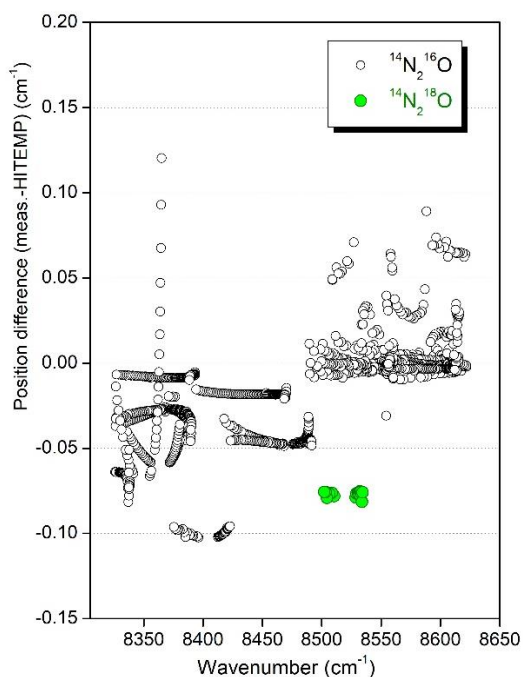 0.20
0.15
0.10
0.05
0.00
-0.05
-0.10
-0.15
Position difference (meas.-HITEMP) (cm⁻¹)
¹⁴N₂¹⁶O
¹⁴N₂¹⁸O
8350 8400 8450 8500 8550 8600 8650
Wavenumber (cm⁻¹)